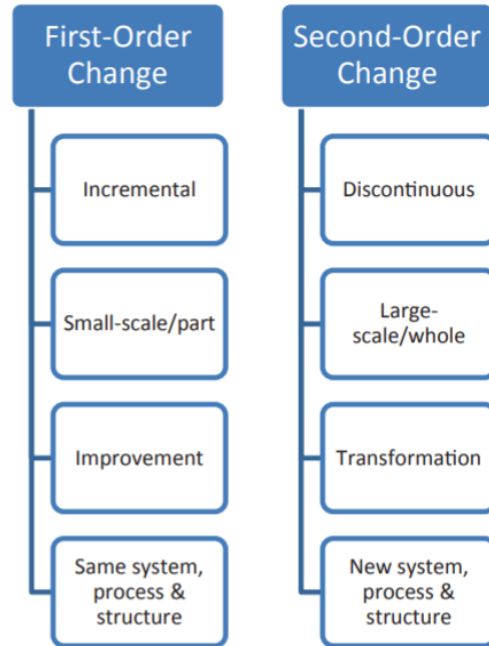 First-Order
Change
Incremental
Small-scale/part
Improvement
Same system,
process &
structure
Second-Order
Change
Discontinuous
Large-
scale/whole
Transformation
New system,
process &
structure